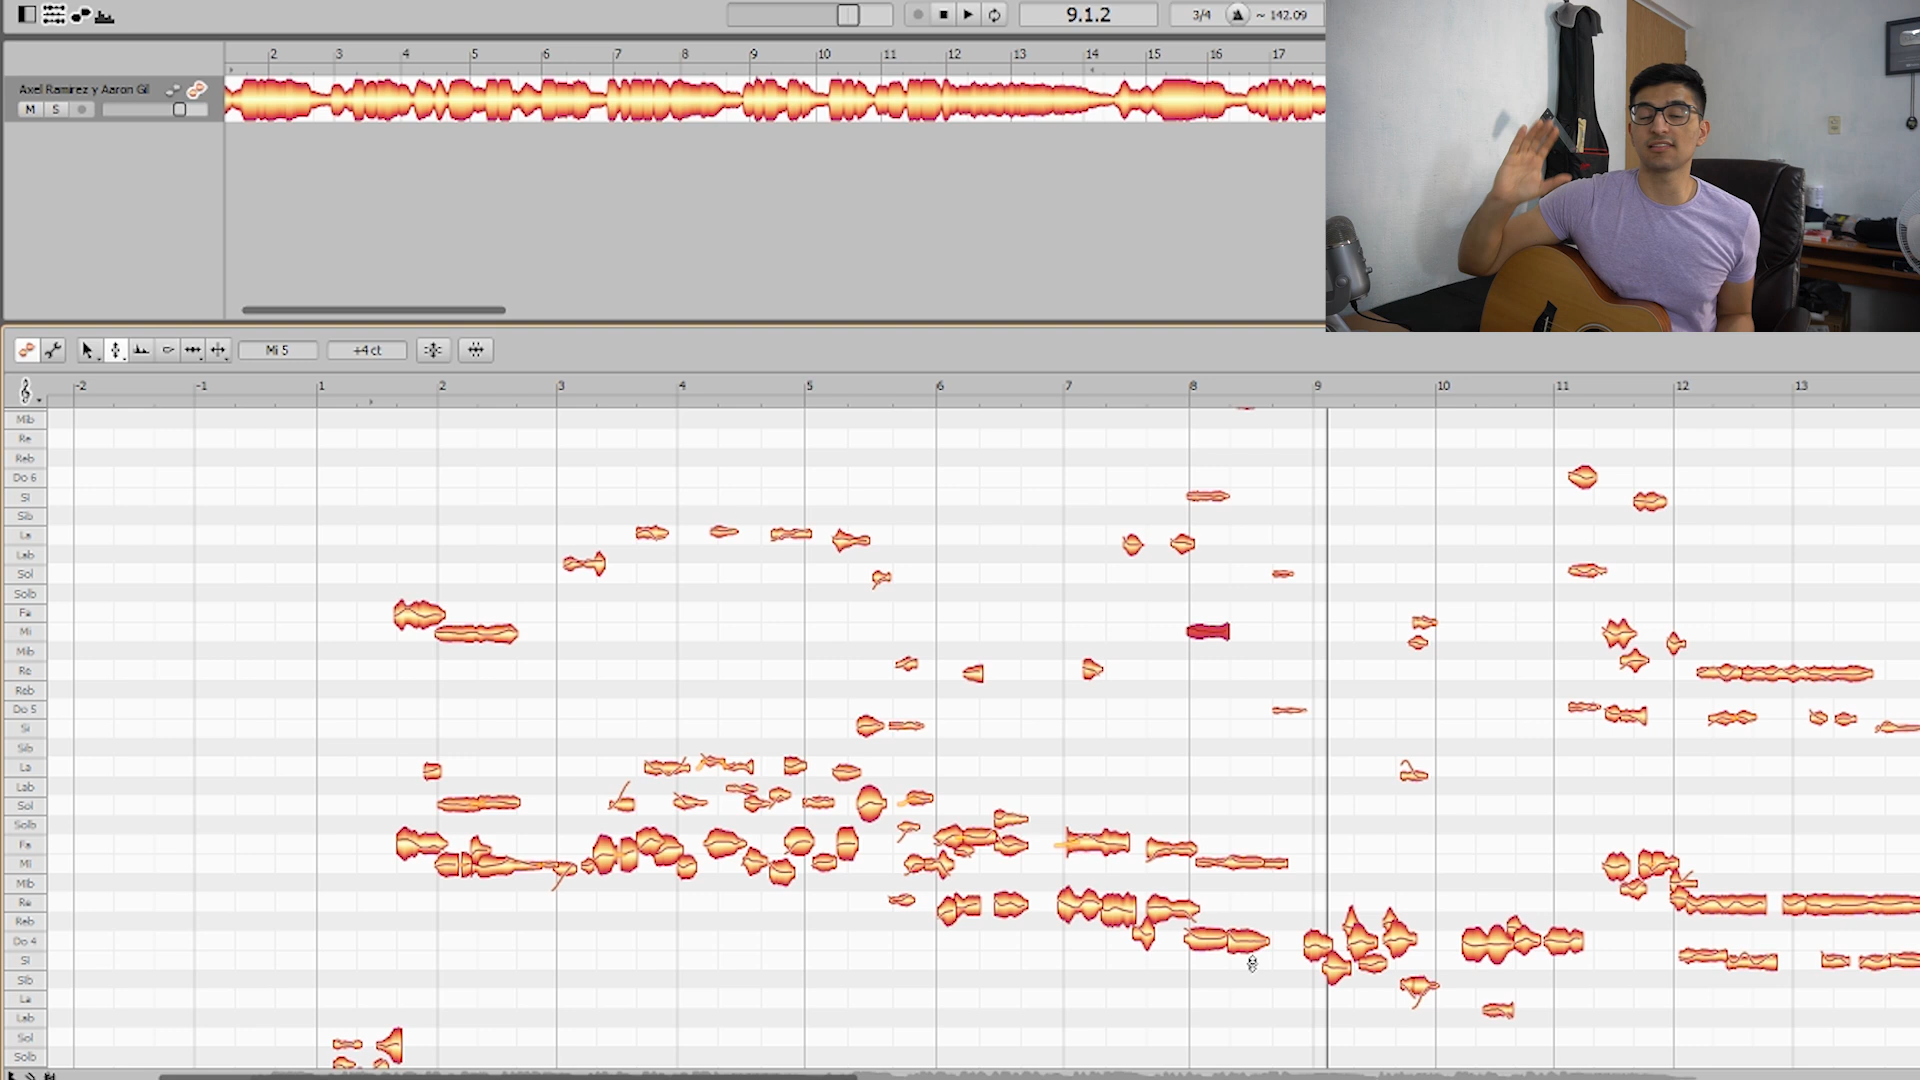 9.1.2
3/4 ~ 142.09
2 3 4 5 6 7 8 9 10 11 12 13 14 15 16 17
Axel Ramirez y Aaron Gil
M S
Mi 5 +4 ct
-2 -1 1 2 3 4 5 6 7 8 9 10 11 12 13
Mib
Re
Reb
Do 6
Si
Sib
La
Lab
Sol
Solb
Fa
Mi
Mib
Re
Reb
Do 5
Si
Sib
La
Lab
Sol
Solb
Fa
Mi
Mib
Re
Reb
Do 4
Si
Sib
La
Lab
Sol
Solb